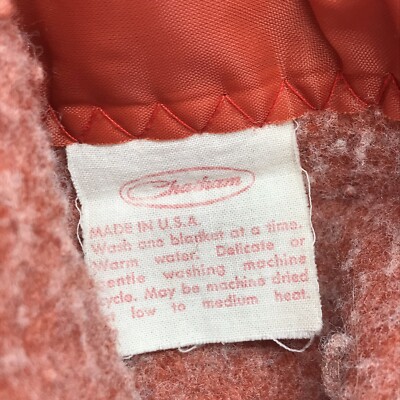 Chatham
MADE IN U.S.A.
Wash one blanket at a time.
Warm water. Delicate or
gentle washing machine
cycle. May be machine dried
low to medium heat.